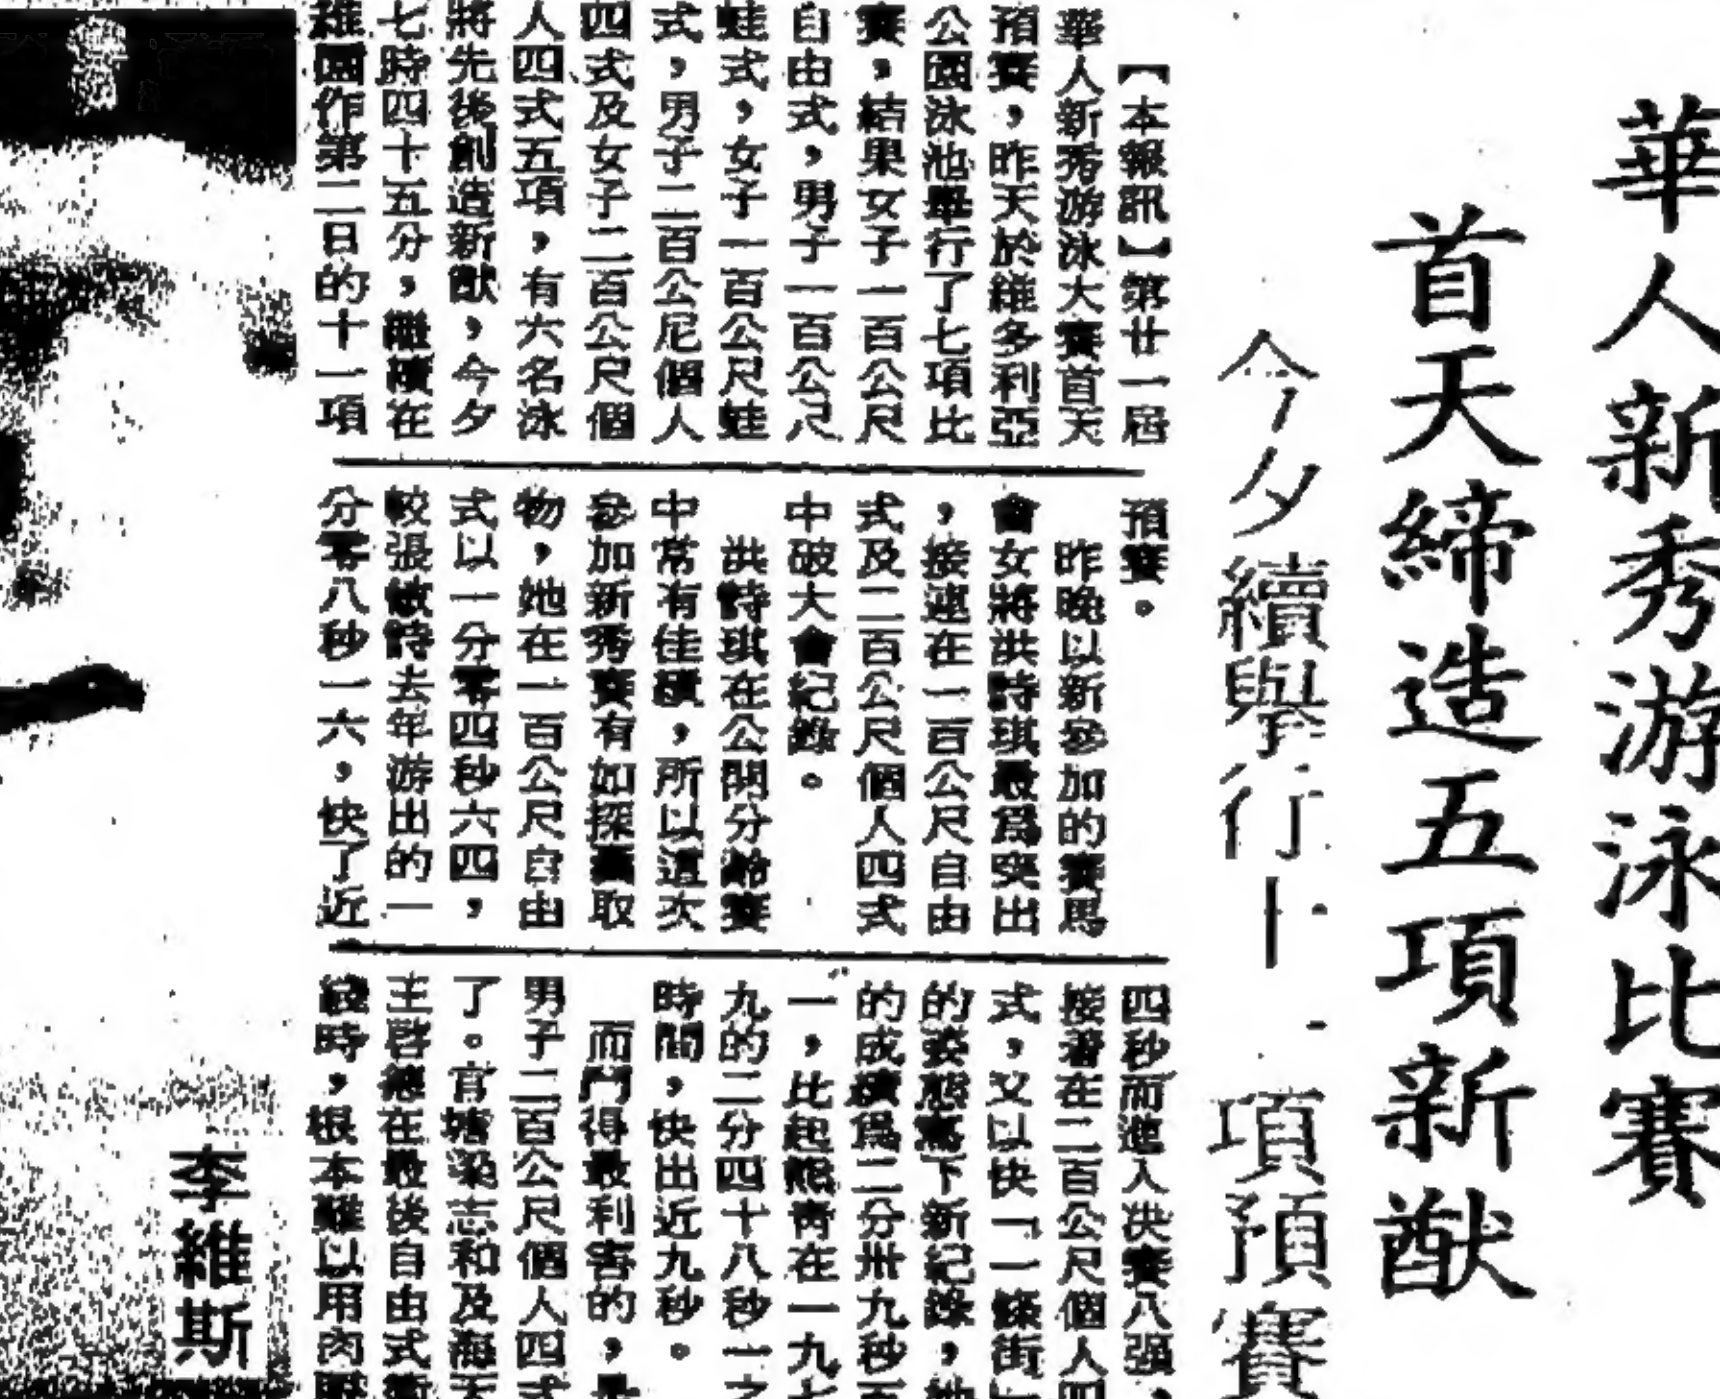 華人新秀游泳比賽
首天締造五項新猷
今夕續舉行十一項預賽
【本報訊】第廿一屆
華人新秀游泳大賽首天
預賽，昨天於維多利亞
公園泳池舉行了七項比
賽，結果女子一百公尺
自由式，男子一百公尺
蛙式，女子一百公尺蛙
式，男子二百公尺個人
四式及女子二百公尺個
人四式五項，有六名泳
將先後創造新猷，今夕
七時四十五分，繼續在
維園作第二日的十一項
預賽。
昨晚以新參加的賽馬
會女將洪詩琪最爲突出
，接連在一百公尺自由
式及二百公尺個人四式
中破大會紀錄。
洪詩琪在公開分齡賽
中常有佳績，所以這次
參加新秀賽有如探囊取
物，她在一百公尺自由
式以一分零四秒六四，
較張敏詩去年游出的一
分零八秒一六，快了近
四秒而進入決賽八強，
接著在二百公尺個人四
式，又以快「一條街」
的姿態寫下新紀錄，她
的成績爲二分卅九秒五
一，比起熊青在一九七
九的二分四十八秒一之
時間，快出近九秒。
而鬥得最利害的，是
男子二百公尺個人四式
了。官塘梁志和及海天
主啓德在最後自由式衝
綫時，根本難以用肉眼
李維斯